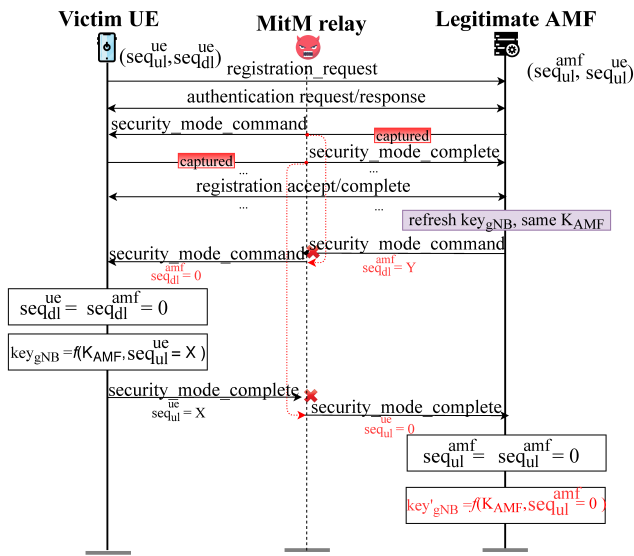 Victim UE MitM relay Legitimate AMF
(seq_ul^ue, seq_dl^ue) (seq_ul^amf, seq_ul^ue)
registration_request
authentication request/response
security_mode_command captured
captured security_mode_complete
... ...
registration accept/complete
... ...
refresh key_gNB, same K_AMF
security_mode_command security_mode_command
seq_dl^amf = 0 seq_dl^amf = Y
seq_dl^ue = seq_dl^amf = 0
key_gNB = f(K_AMF, seq_ul^ue = X)
security_mode_complete
seq_ul^ue = X
security_mode_complete
seq_ul^ue = 0
seq_ul^amf = seq_ul^amf = 0
key'_gNB = f(K_AMF, seq_ul^amf = 0)